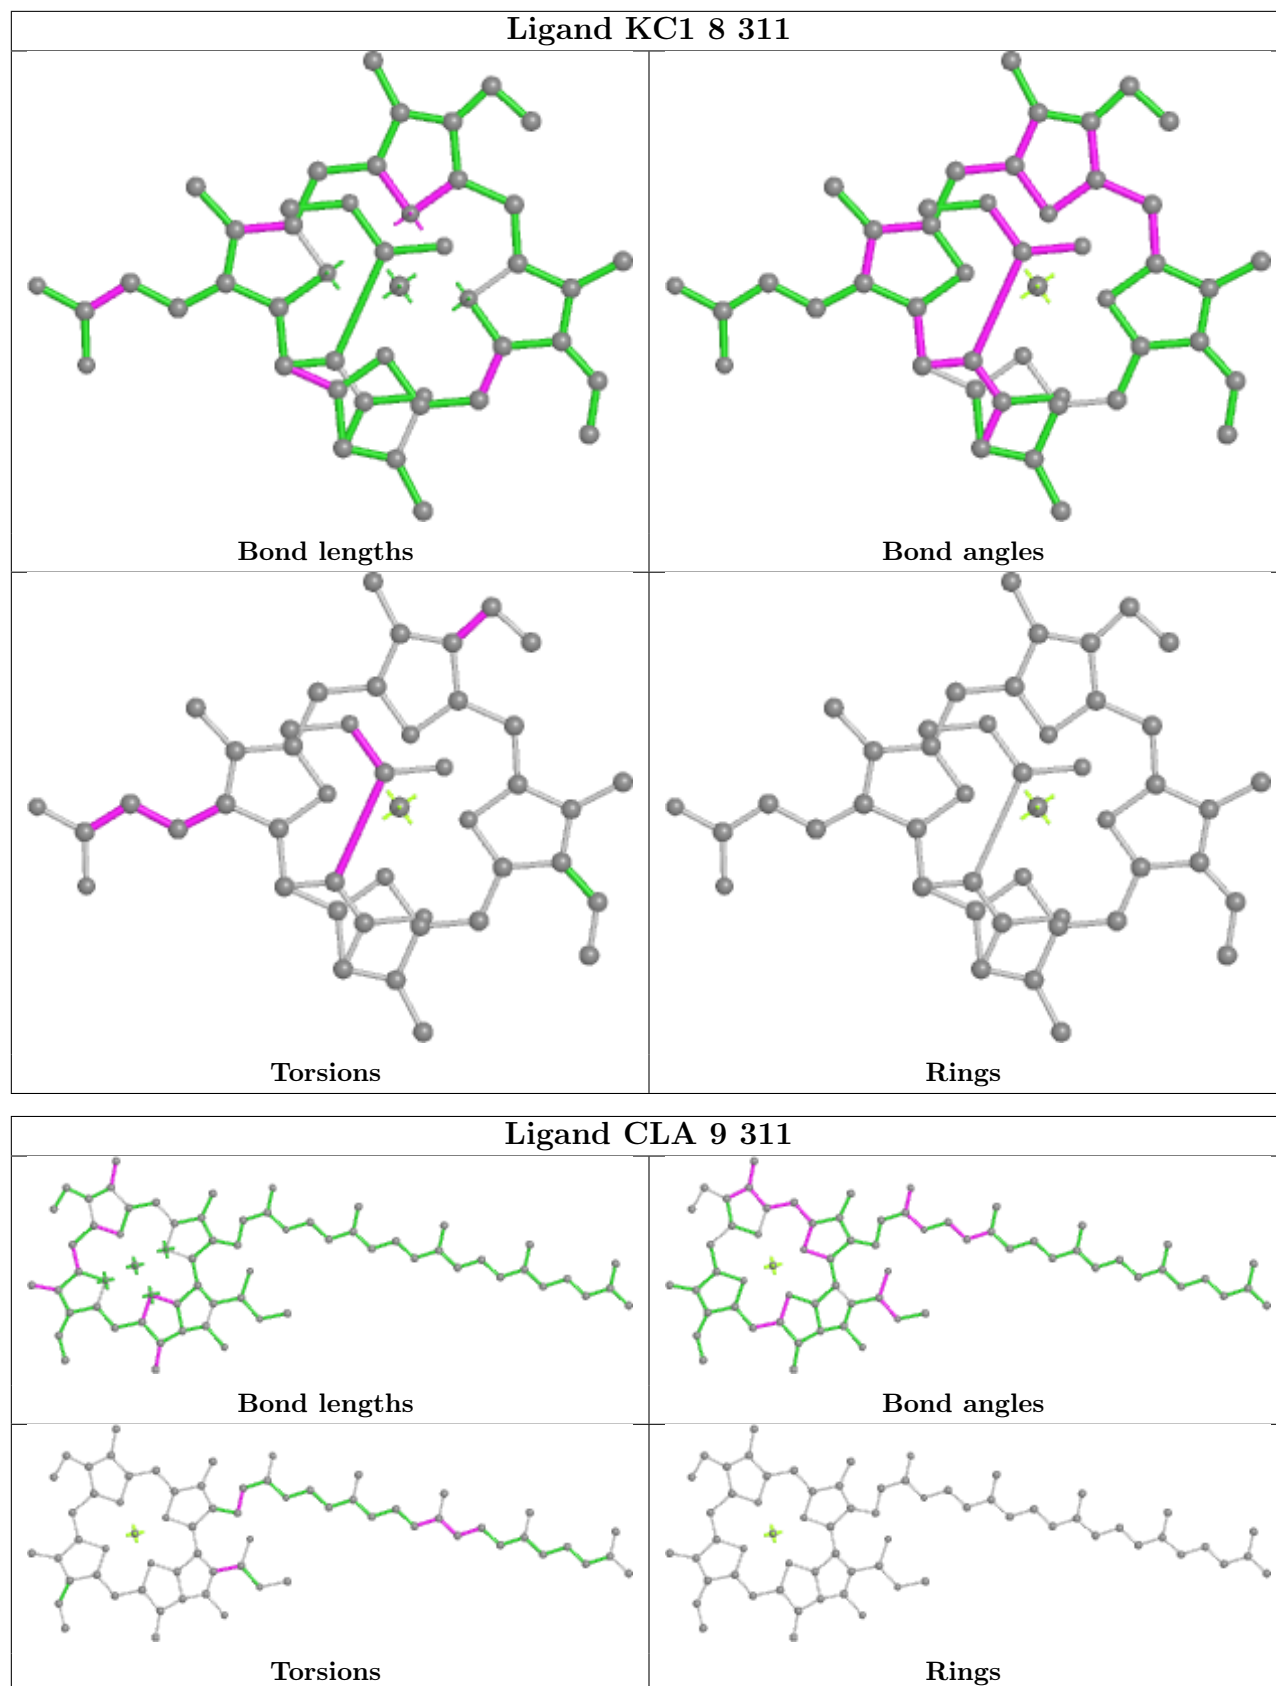 Ligand KC1 8 311
Bond lengths
Bond angles
Torsions
Rings
Ligand CLA 9 311
Bond lengths
Bond angles
Torsions
Rings